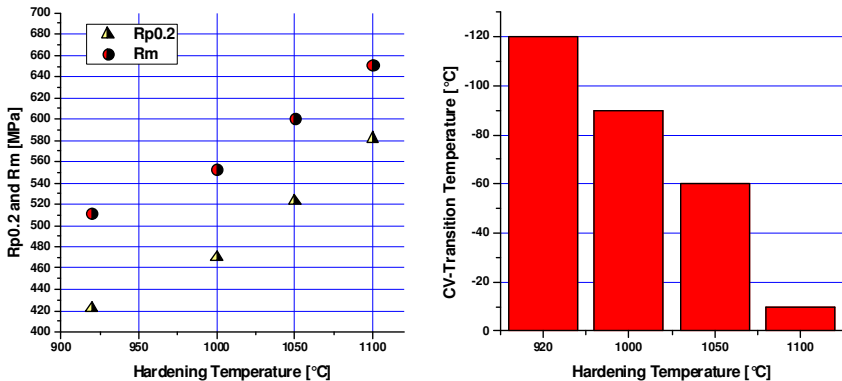 700
680
660
640
620
600
580
560
540
520
500
480
460
440
420
400
Rp0.2 and Rm [MPa]
Rp0.2
Rm
900 950 1000 1050 1100
Hardening Temperature [°C]
-120
-100
-80
-60
-40
-20
0
CV-Transition Temperature [°C]
920 1000 1050 1100
Hardening Temperature [°C]